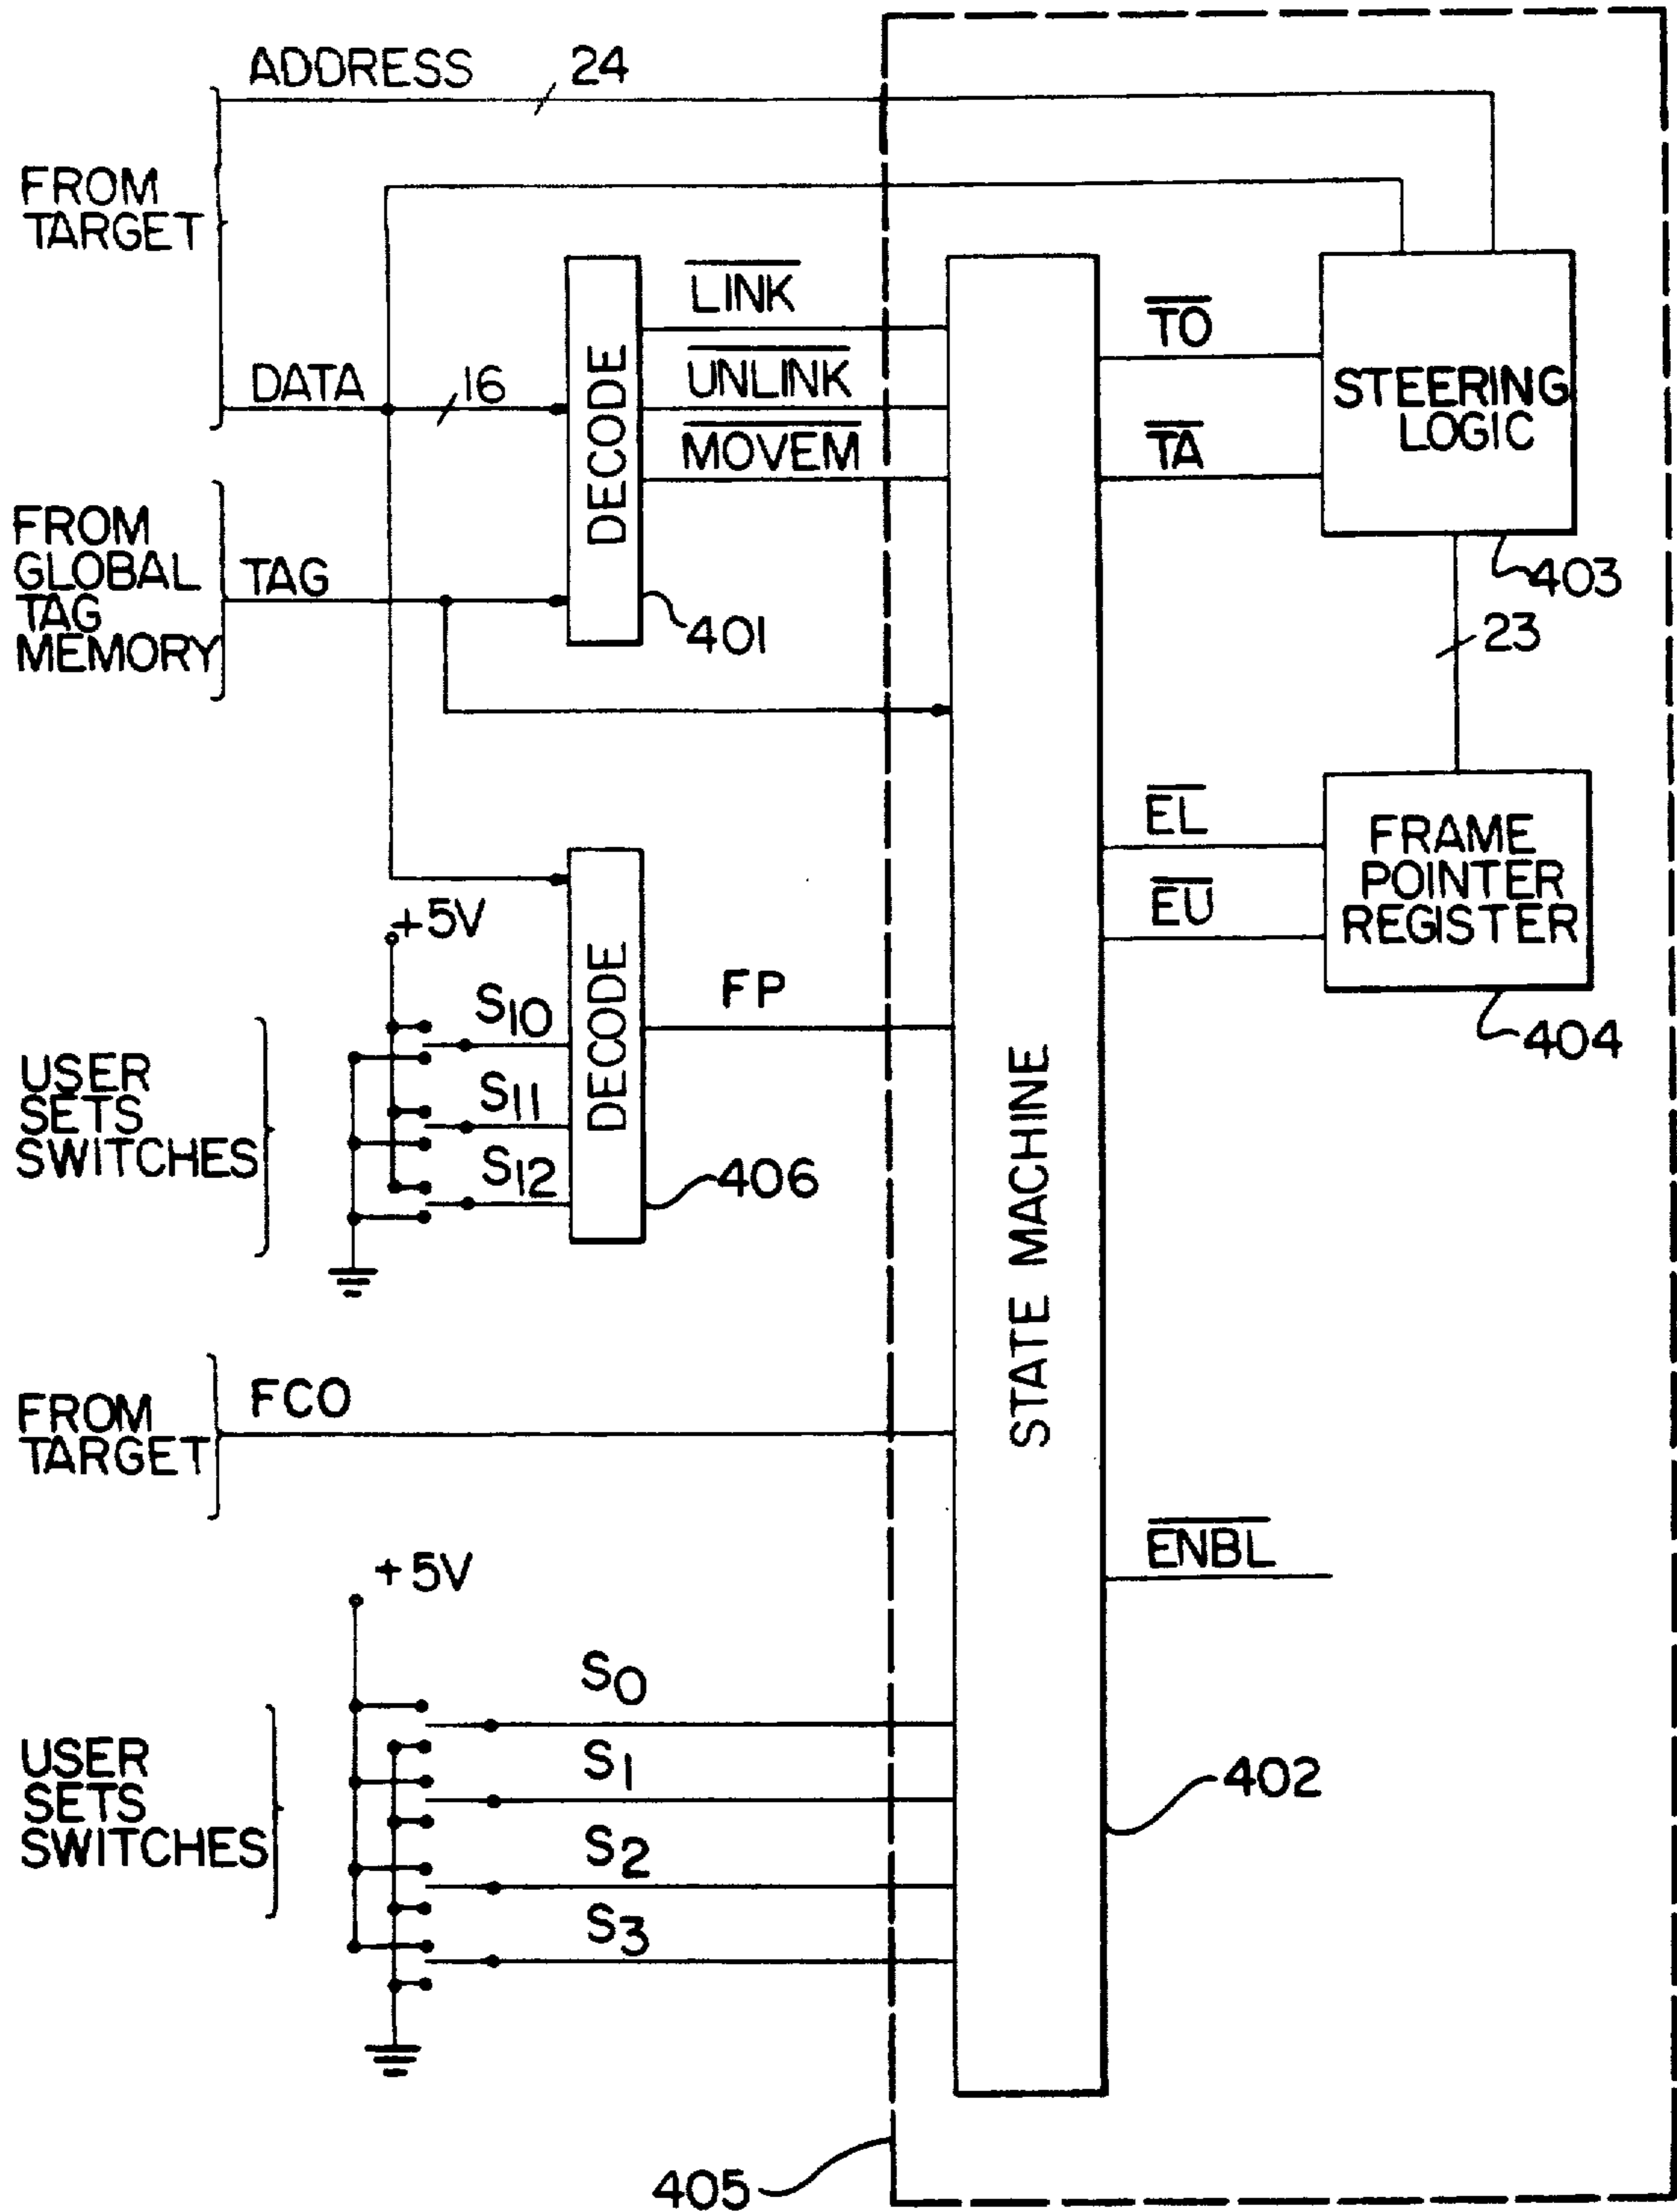 ADDRESS
24
FROM
TARGET
DATA
16
DECODE
LINK
UNLINK
MOVEM
401
FROM
GLOBAL
TAG
MEMORY
TAG
STATE MACHINE
TO
TA
STEERING
LOGIC
403
23
EL
EU
FRAME
POINTER
REGISTER
404
+5V
USER
SETS
SWITCHES
S10
S11
S12
DECODE
406
FP
FROM
TARGET
FCO
ENBL
+5V
USER
SETS
SWITCHES
S0
S1
S2
S3
402
405